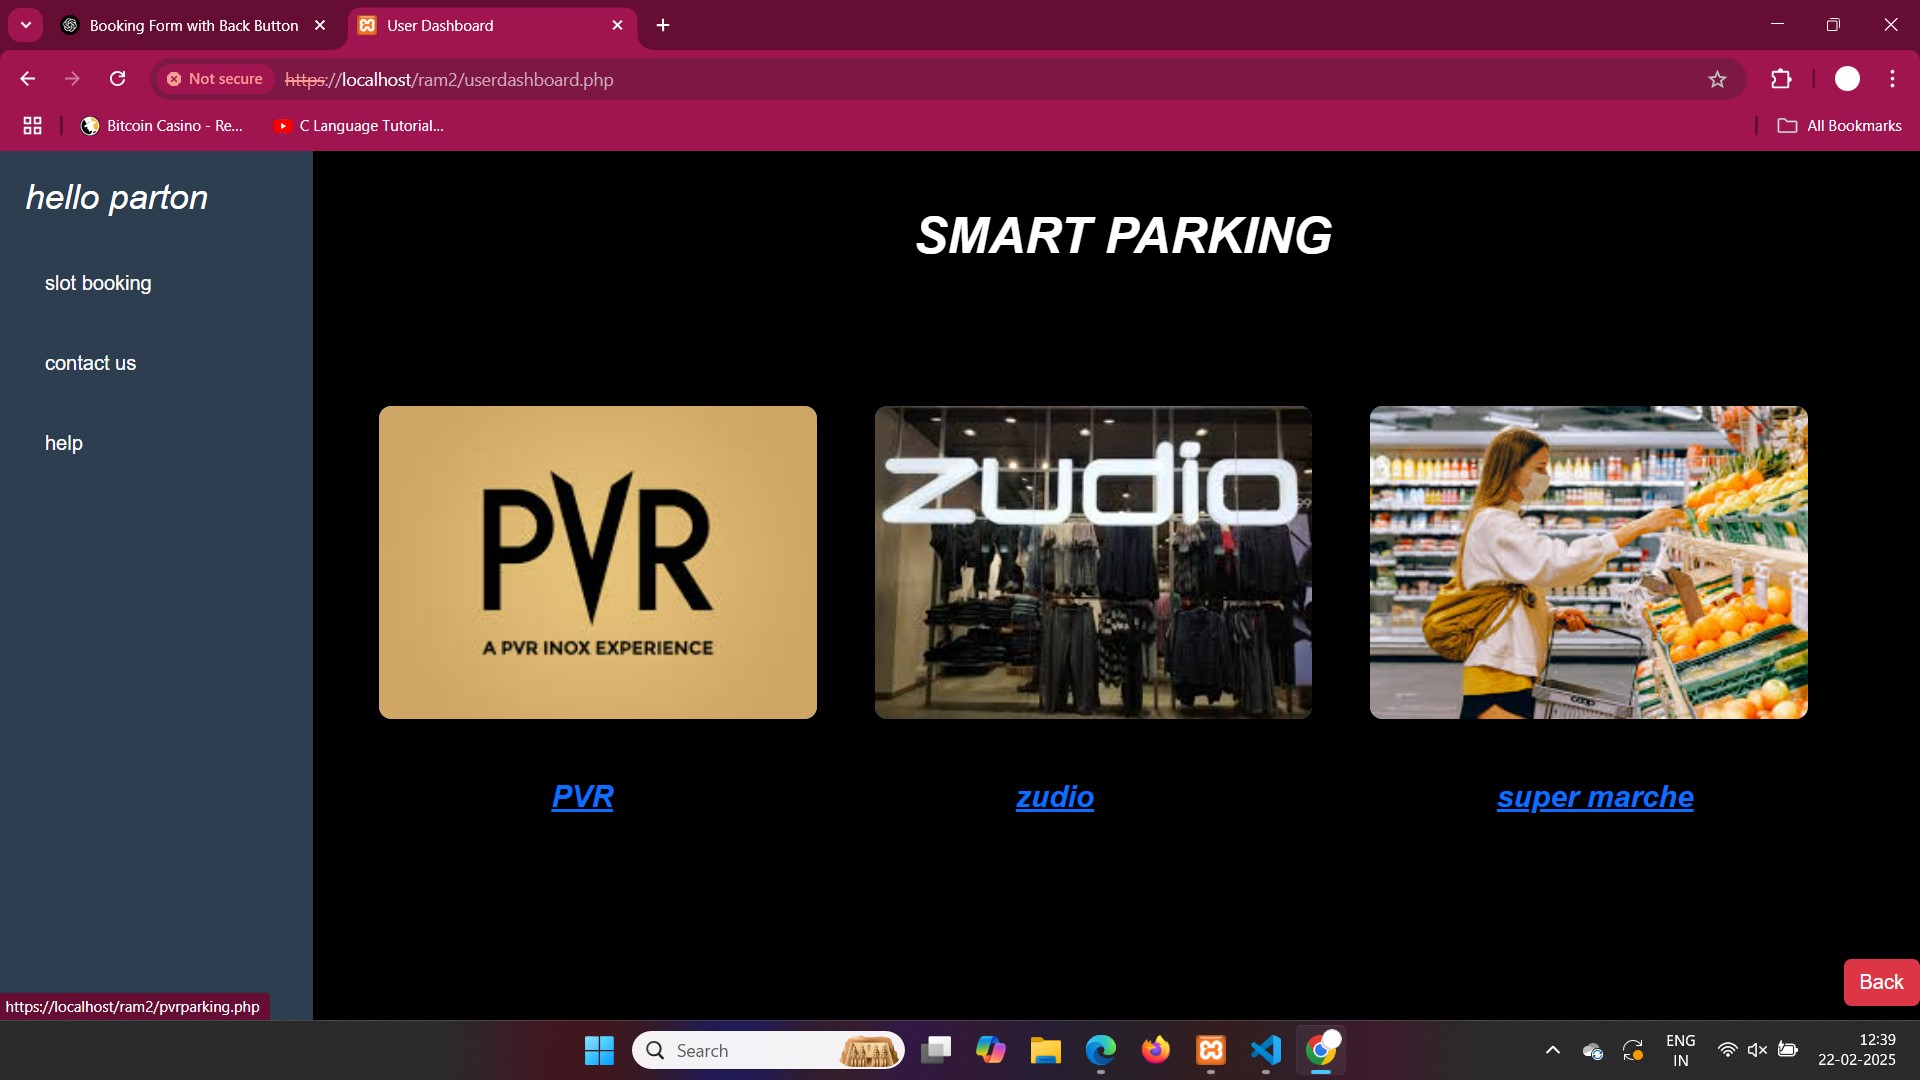 Booking Form with Back Button
User Dashboard
Not secure
https://localhost/ram2/userdashboard.php
Bitcoin Casino - Re...
C Language Tutorial...
All Bookmarks
hello parton
slot booking
contact us
help
SMART PARKING
PVR
A PVR INOX EXPERIENCE
zudio
coop
PVR
zudio
super marche
Back
https://localhost/ram2/pvrparking.php
Search
ENG
IN
12:39
22-02-2025